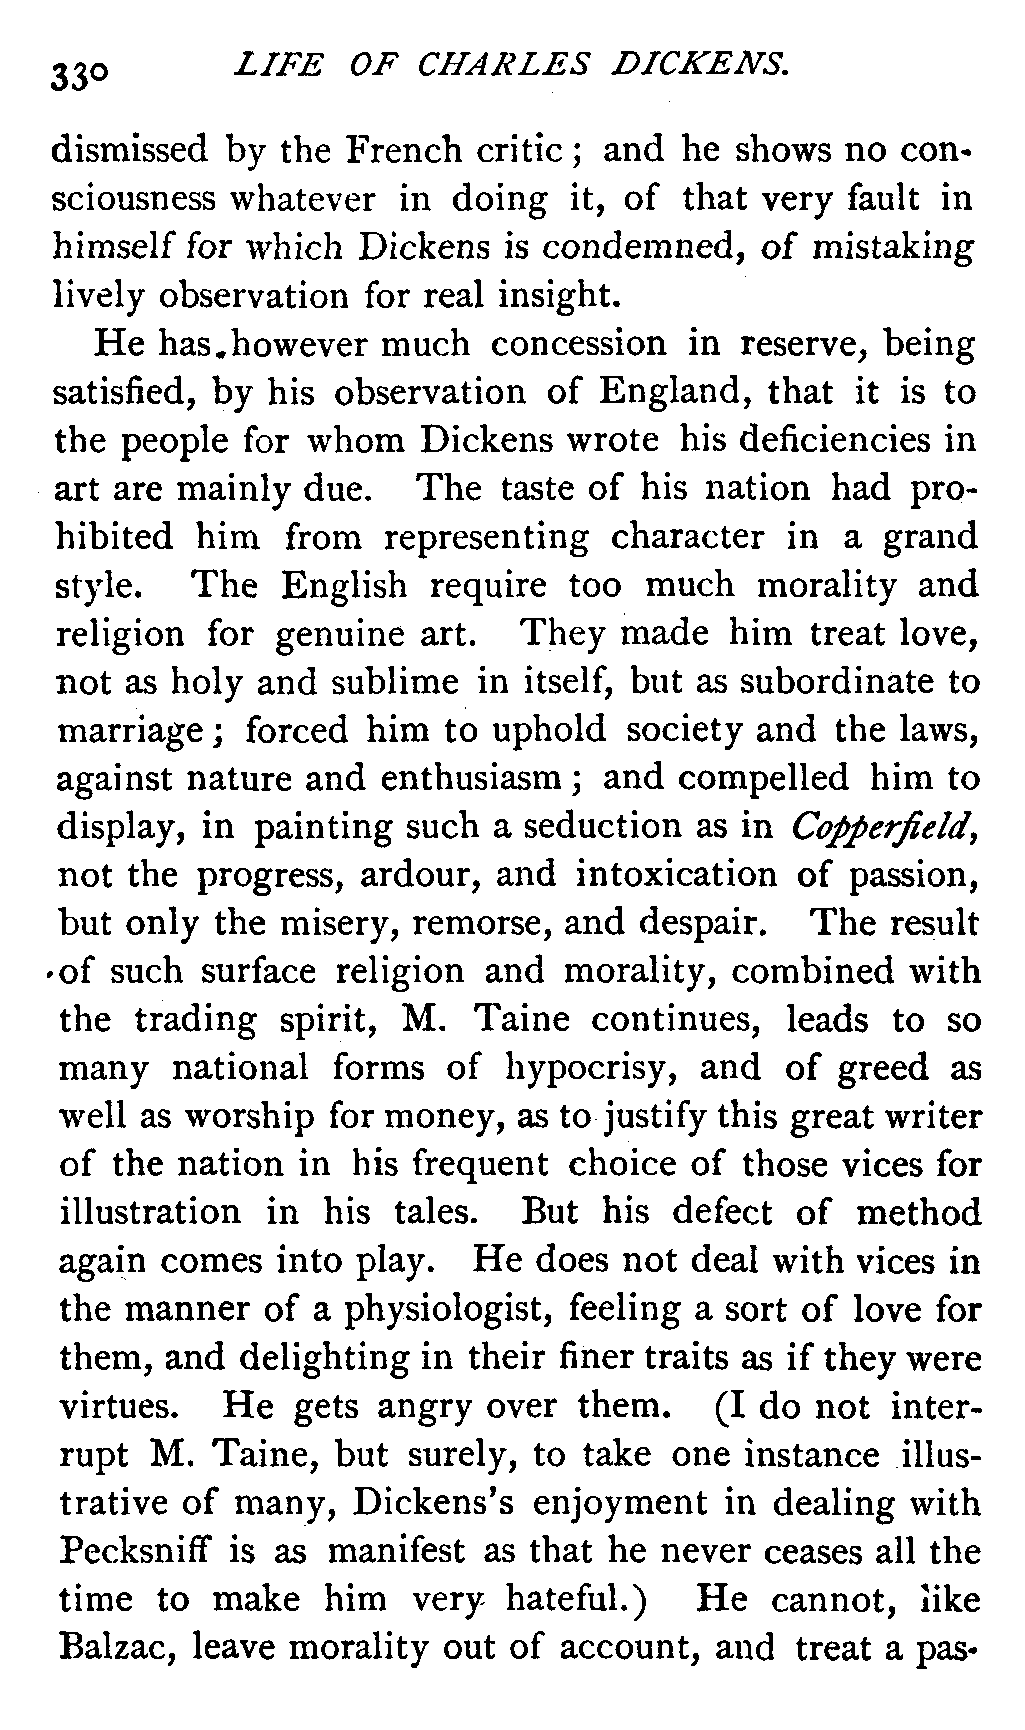 330 LIFE OF CHARLES DICKENS.
dismissed by the French critic ; and he shows no con-
sciousness whatever in doing it, of that very fault in
himself for which Dickens is condemned, of mistaking
lively observation for real insight.
He has however much concession in reserve, being
satisfied, by his observation of England, that it is to
the people for whom Dickens wrote his deficiencies in
art are mainly due. The taste of his nation had pro-
hibited him from representing character in a grand
style. The English require too much morality and
religion for genuine art. They made him treat love,
not as holy and sublime in itself, but as subordinate to
marriage ; forced him to uphold society and the laws,
against nature and enthusiasm ; and compelled him to
display, in painting such a seduction as in Copperfield,
not the progress, ardour, and intoxication of passion,
but only the misery, remorse, and despair. The result
of such surface religion and morality, combined with
the trading spirit, M. Taine continues, leads to so
many national forms of hypocrisy, and of greed as
well as worship for money, as to justify this great writer
of the nation in his frequent choice of those vices for
illustration in his tales. But his defect of method
again comes into play. He does not deal with vices in
the manner of a physiologist, feeling a sort of love for
them, and delighting in their finer traits as if they were
virtues. He gets angry over them. (I do not inter-
rupt M. Taine, but surely, to take one instance illus-
trative of many, Dickens's enjoyment in dealing with
Pecksniff is as manifest as that he never ceases all the
time to make him very hateful.) He cannot, like
Balzac, leave morality out of account, and treat a pas-